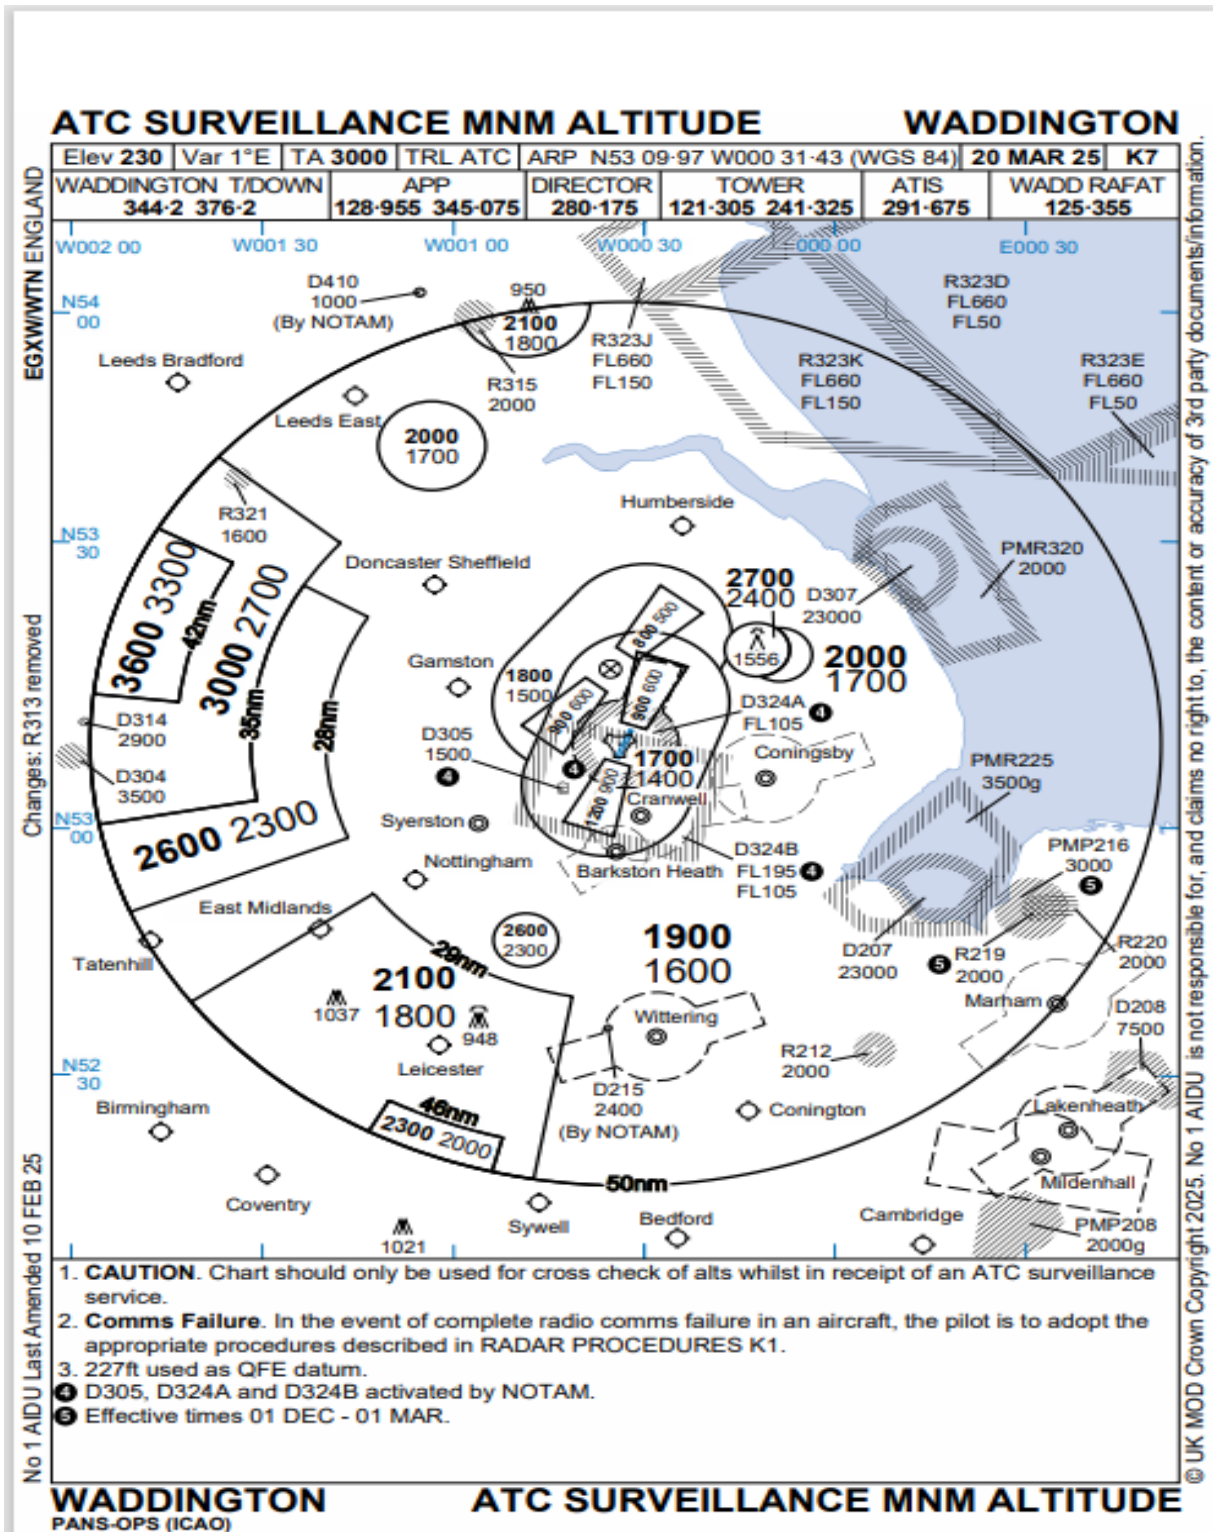 ATC SURVEILLANCE MNM ALTITUDE WADDINGTON
Elev 230 Var 1°E TA 3000 TRL ATC ARP N53 09·97 W000 31·43 (WGS 84) 20 MAR 25 K7
WADDINGTON T/DOWN APP DIRECTOR TOWER ATIS WADD RAFAT
344·2 376·2 128·955 345·075 280·175 121·305 241·325 291·675 125·355
EGXW/WTN ENGLAND
Changes: R313 removed
No 1 AIDU Last Amended 10 FEB 25
© UK MOD Crown Copyright 2025. No 1 AIDU is not responsible for, and claims no right to, the content or accuracy of 3rd party documents/information.
W002 00 W001 30 W001 00 W000 30 000 00 E000 30
N54
00
D410
1000
(By NOTAM)
950
2100
1800
R323J
FL660
FL150
R323D
FL660
FL50
R323K
FL660
FL150
R323E
FL660
FL50
Leeds Bradford
R315
2000
Leeds East
2000
1700
Humberside
R321
1600
N53
30
3600 3300
42nm
3000 2700
35nm
28nm
Doncaster Sheffield
PMR320
2000
2700
2400
D307
23000
800 500
1556
2000
1700
Gamston
1800
1500
900 600
900 600
D324A
FL105
4
D314
2900
D305
1500
4
4
1700
1400
Coningsby
PMR225
3500g
D304
3500
1200 900
Cranwell
N53
00
2600 2300
Syerston
Nottingham
Barkston Heath
D324B
FL195
FL105
4
PMP216
3000
5
East Midlands
Tatenhill
2600
2300
29nm
1900
1600
D207
23000
5
R219
2000
R220
2000
2100
1800
1037
948
Leicester
Wittering
Marham
D208
7500
N52
30
R212
2000
D215
2400
(By NOTAM)
Birmingham
46nm
2300 2000
Conington
Lakenheath
Mildenhall
50nm
Coventry
Sywell
Bedford
Cambridge
PMP208
2000g
1021
1. CAUTION. Chart should only be used for cross check of alts whilst in receipt of an ATC surveillance
service.
2. Comms Failure. In the event of complete radio comms failure in an aircraft, the pilot is to adopt the
appropriate procedures described in RADAR PROCEDURES K1.
3. 227ft used as QFE datum.
4 D305, D324A and D324B activated by NOTAM.
5 Effective times 01 DEC - 01 MAR.
WADDINGTON ATC SURVEILLANCE MNM ALTITUDE
PANS-OPS (ICAO)